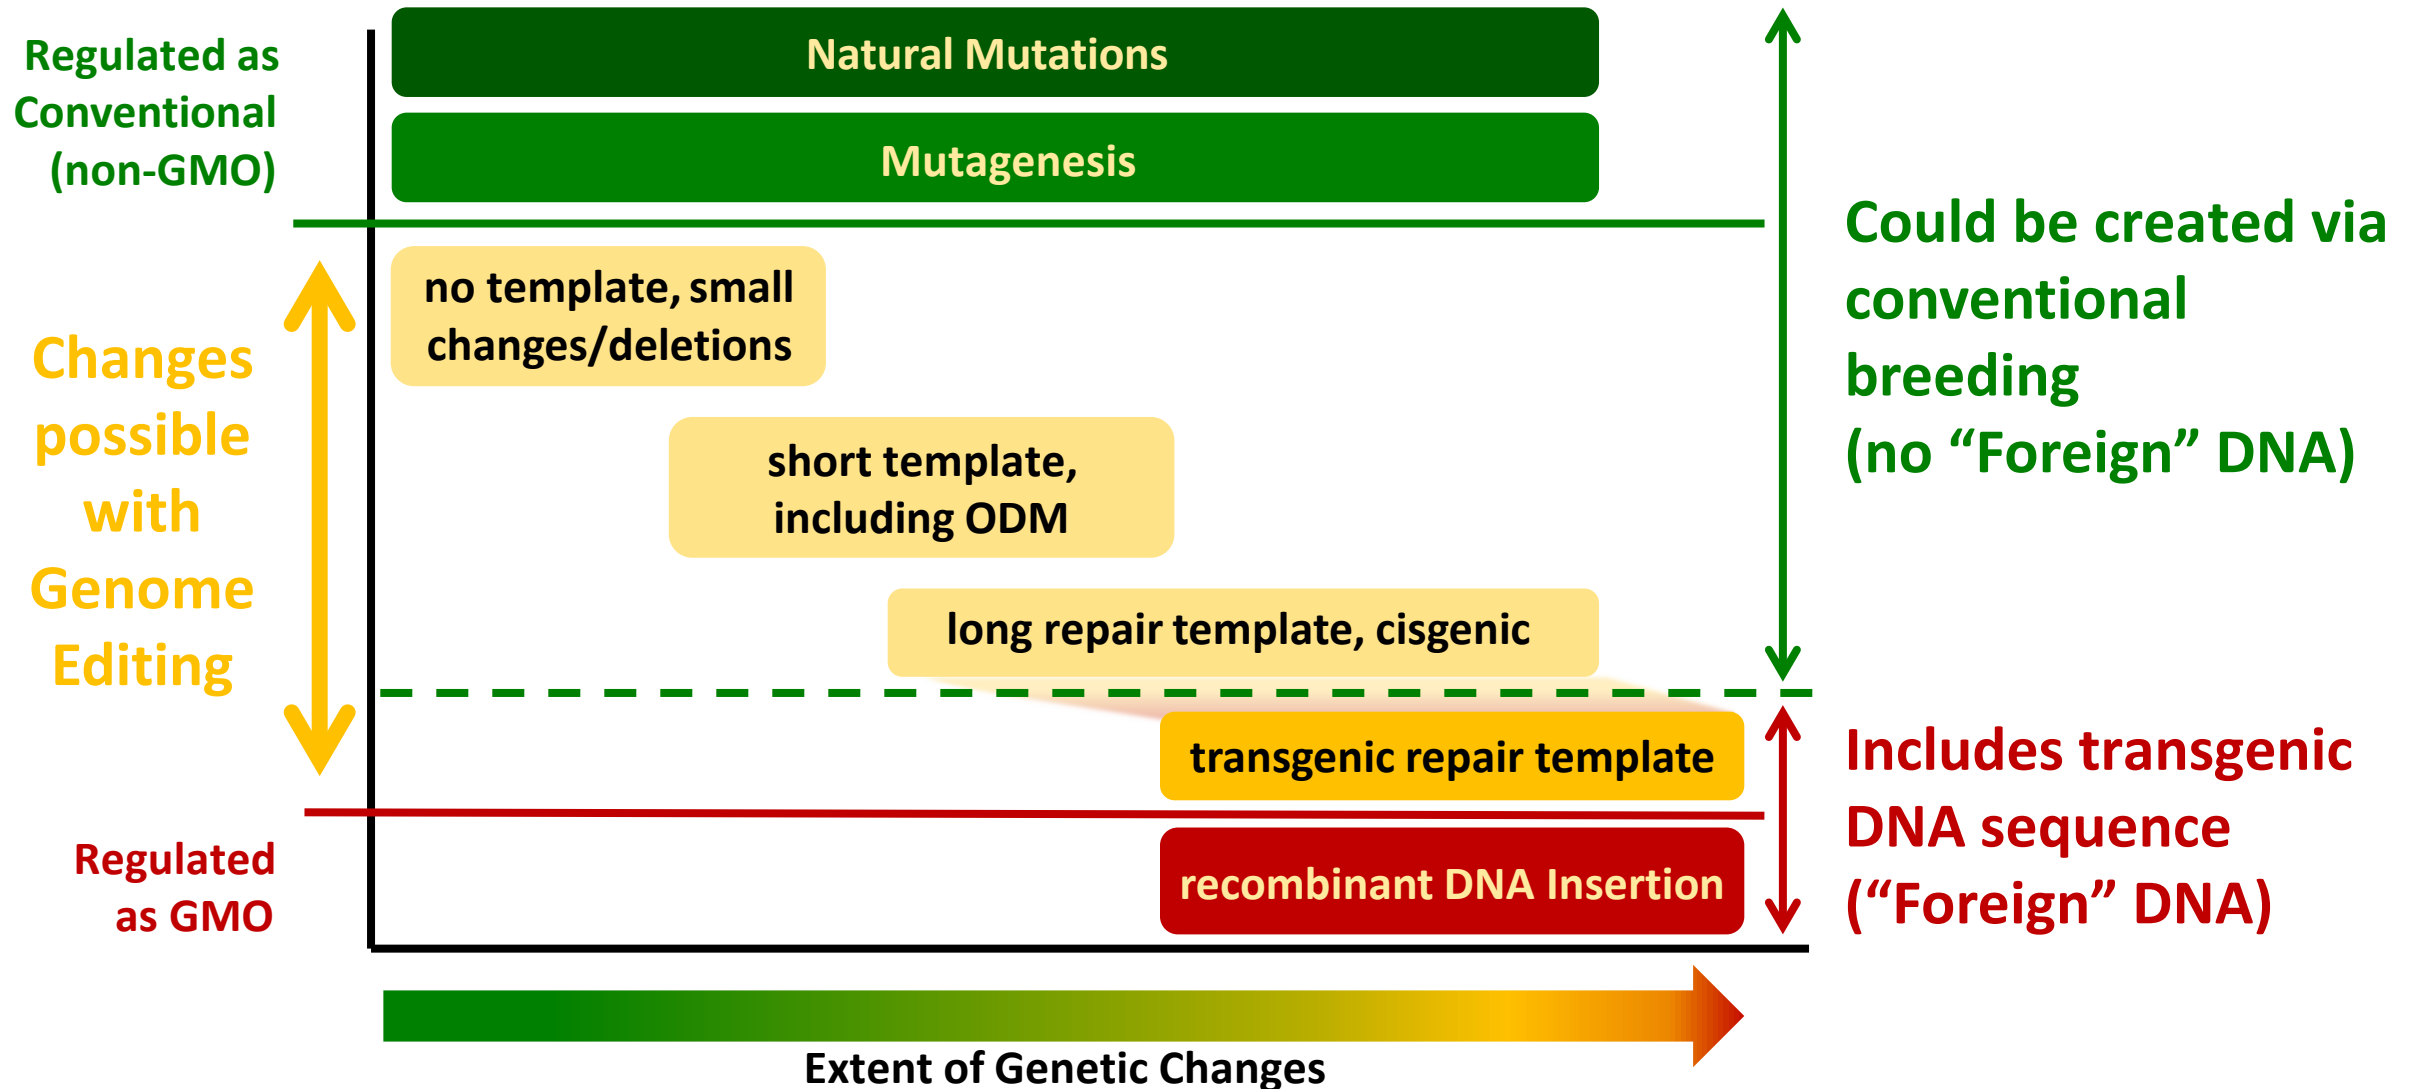 Regulated as
Conventional
(non-GMO)
Natural Mutations
Mutagenesis
no template, small
changes/deletions
short template,
including ODM
long repair template, cisgenic
transgenic repair template
recombinant DNA Insertion
Changes
possible
with
Genome
Editing
Regulated
as GMO
Could be created via
conventional
breeding
(no “Foreign” DNA)
Includes transgenic
DNA sequence
(“Foreign” DNA)
Extent of Genetic Changes